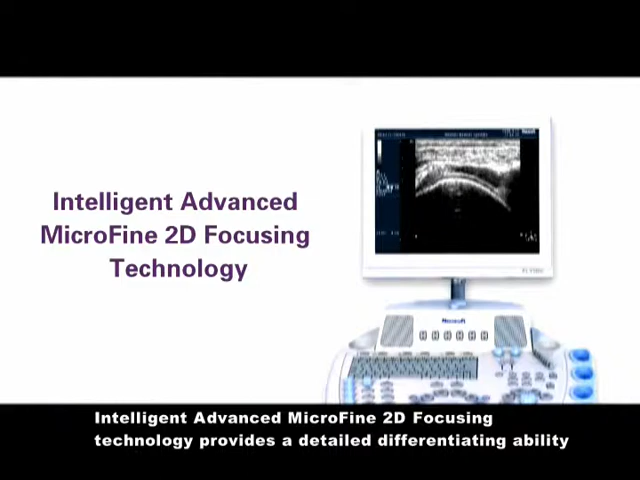 Intelligent Advanced
MicroFine 2D Focusing
Technology
Intelligent Advanced MicroFine 2D Focusing
technology provides a detailed differentiating ability